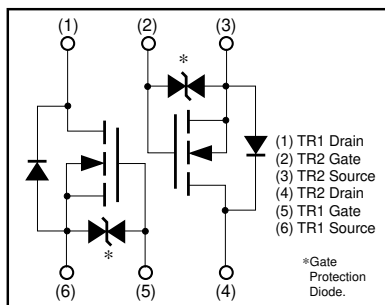 (1) (2) (3)
*
(1) TR1 Drain
(2) TR2 Gate
(3) TR2 Source
(4) TR2 Drain
(5) TR1 Gate
(6) TR1 Source
*
(6) (5) (4)
*Gate
Protection
Diode.